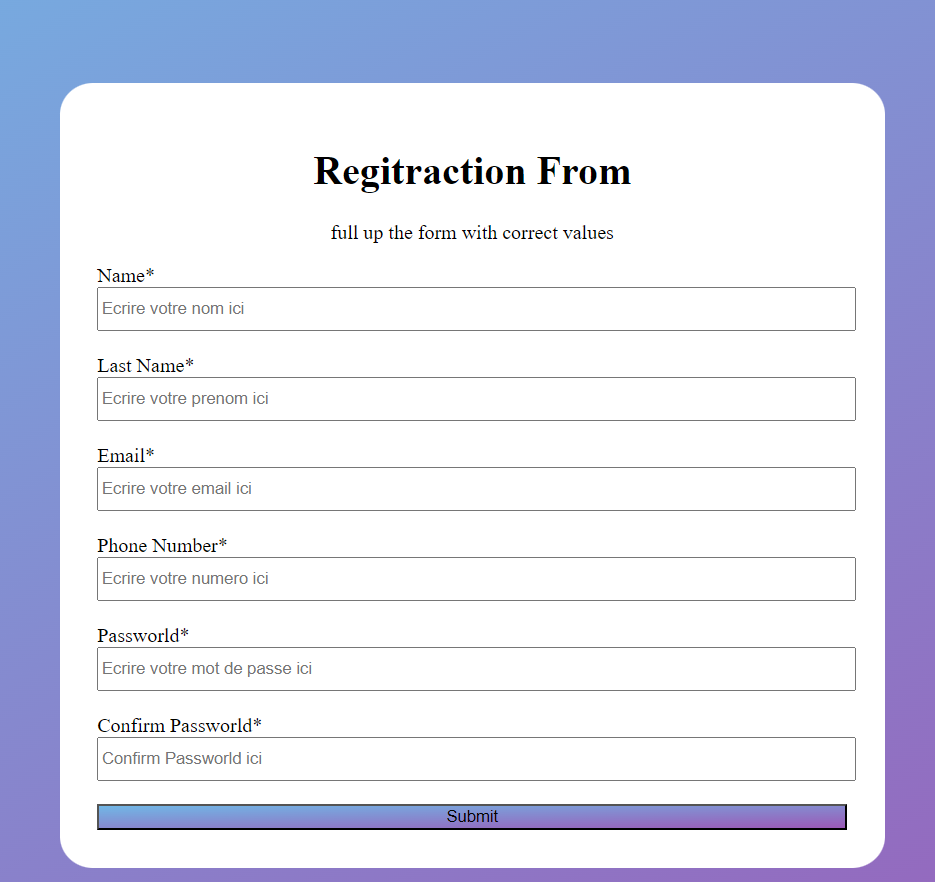 Regitraction From
full up the form with correct values
Name*
Ecrire votre nom ici
Last Name*
Ecrire votre prenom ici
Email*
Ecrire votre email ici
Phone Number*
Ecrire votre numero ici
Passworld*
Ecrire votre mot de passe ici
Confirm Passworld*
Confirm Passworld ici
Submit